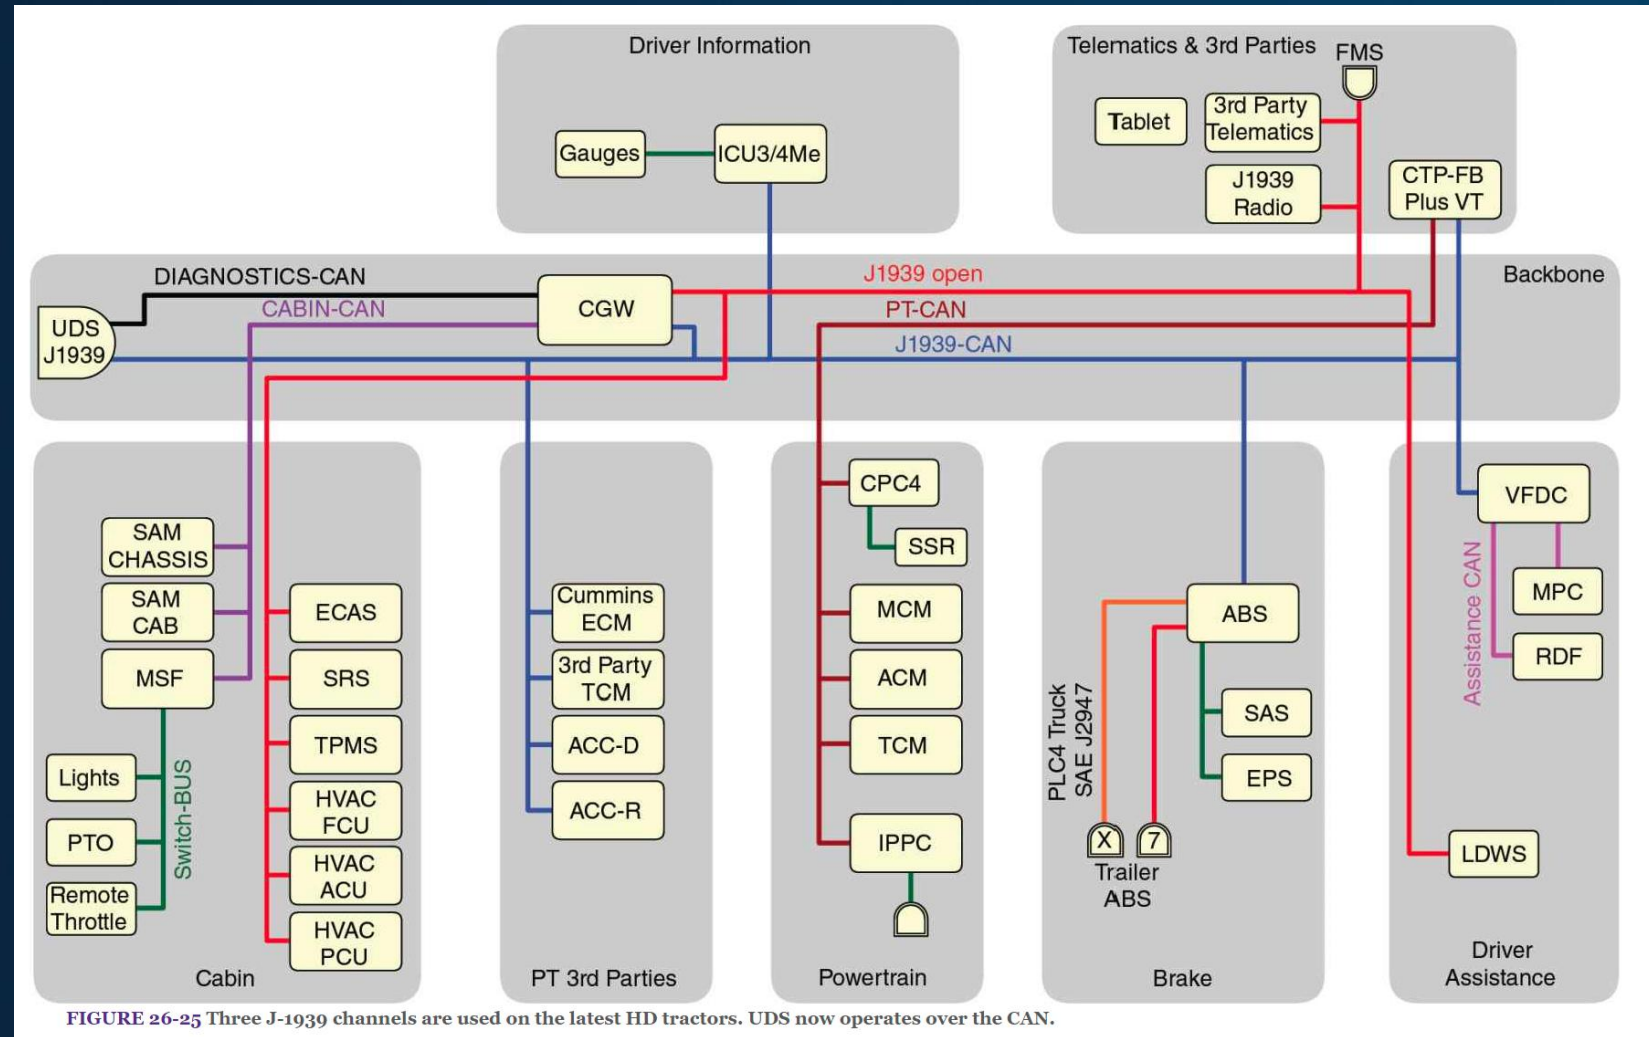 Driver Information
Gauges
ICU3/4Me
Telematics & 3rd Parties
FMS
Tablet
3rd Party
Telematics
J1939
Radio
CTP-FB
Plus VT
Backbone
DIAGNOSTICS-CAN
CABIN-CAN
UDS
J1939
CGW
J1939 open
PT-CAN
J1939-CAN
SAM
CHASSIS
SAM
CAB
MSF
Lights
PTO
Remote
Throttle
Switch-BUS
ECAS
SRS
TPMS
HVAC
FCU
HVAC
ACU
HVAC
PCU
Cabin
Cummins
ECM
3rd Party
TCM
ACC-D
ACC-R
PT 3rd Parties
CPC4
SSR
MCM
ACM
TCM
IPPC
Powertrain
ABS
SAS
EPS
PLC4 Truck
SAE J2947
X
7
Trailer
ABS
Brake
VFDC
Assistance CAN
MPC
RDF
LDWS
Driver
Assistance
FIGURE 26-25 Three J-1939 channels are used on the latest HD tractors. UDS now operates over the CAN.